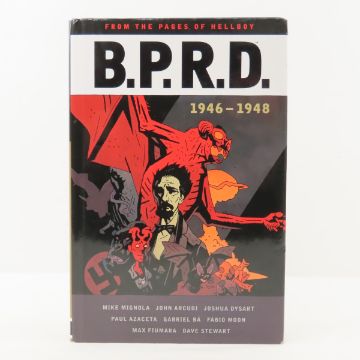 FROM THE PAGES OF HELLBOY
B.P.R.D.
1946–1948
MIKE MIGNOLA JOHN ARCUDI JOSHUA DYSART
PAUL AZACETA GABRIEL BÁ FÁBIO MOON
MAX FIUMARA DAVE STEWART